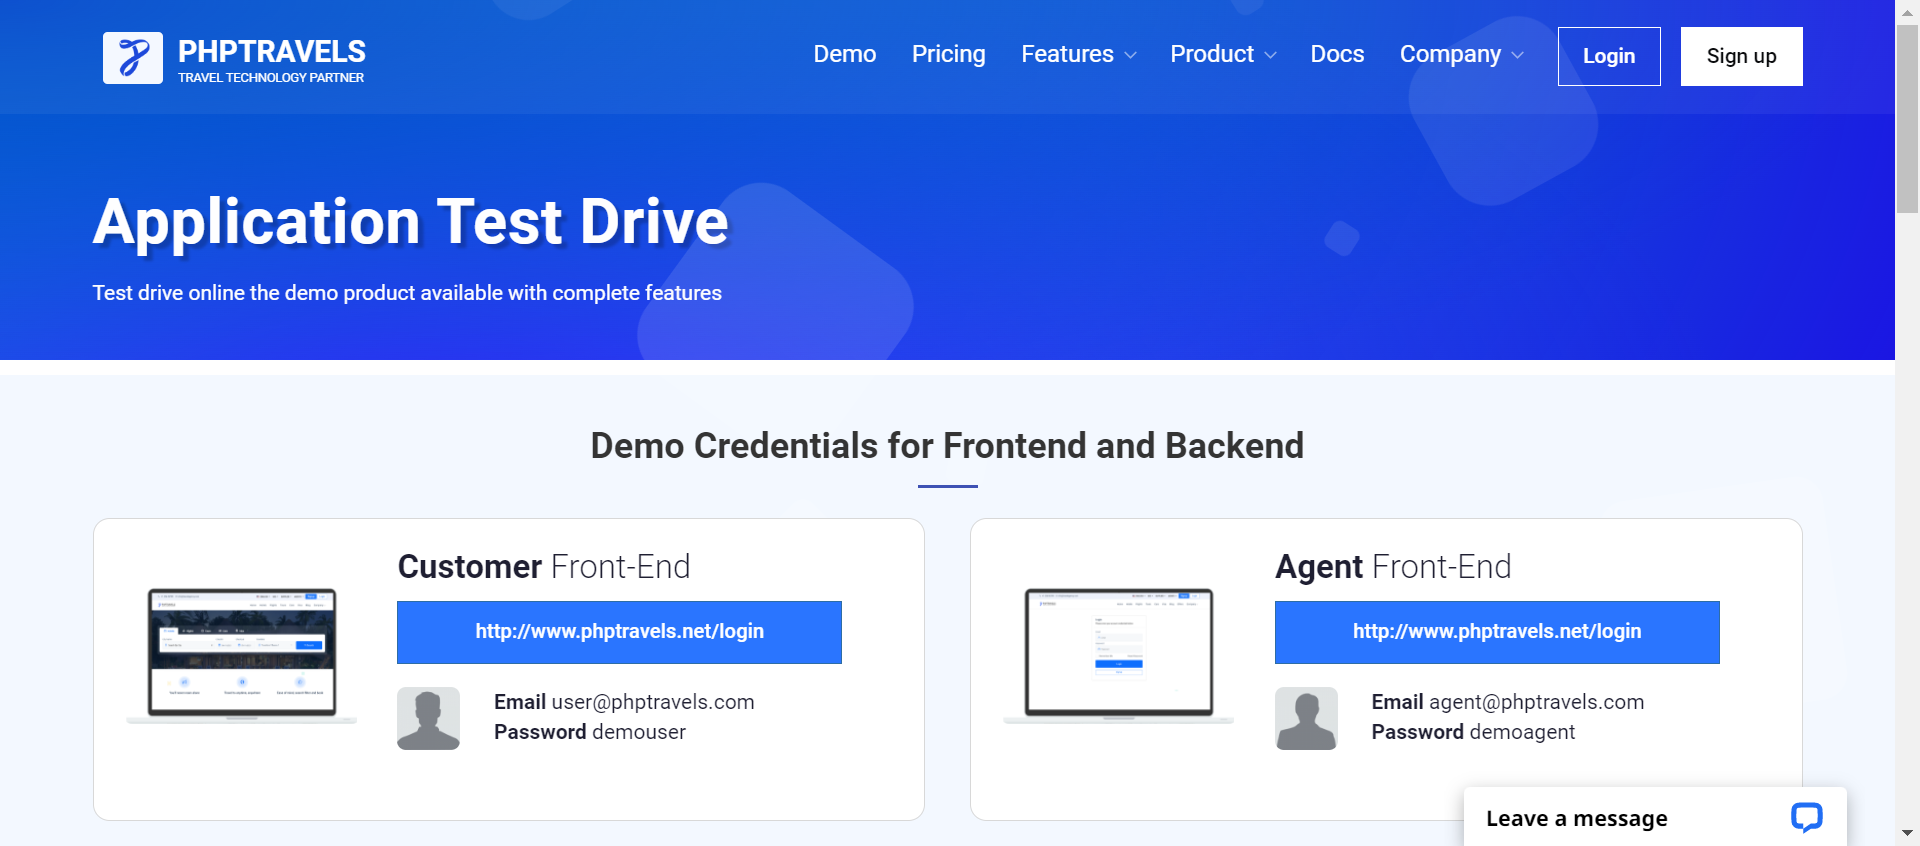 PHPTRAVELS
TRAVEL TECHNOLOGY PARTNER
Demo
Pricing
Features
Product
Docs
Company
Login
Sign up
Application Test Drive
Test drive online the demo product available with complete features
Demo Credentials for Frontend and Backend
Customer Front-End
http://www.phptravels.net/login
Email user@phptravels.com
Password demouser
Agent Front-End
http://www.phptravels.net/login
Email agent@phptravels.com
Password demoagent
Leave a message